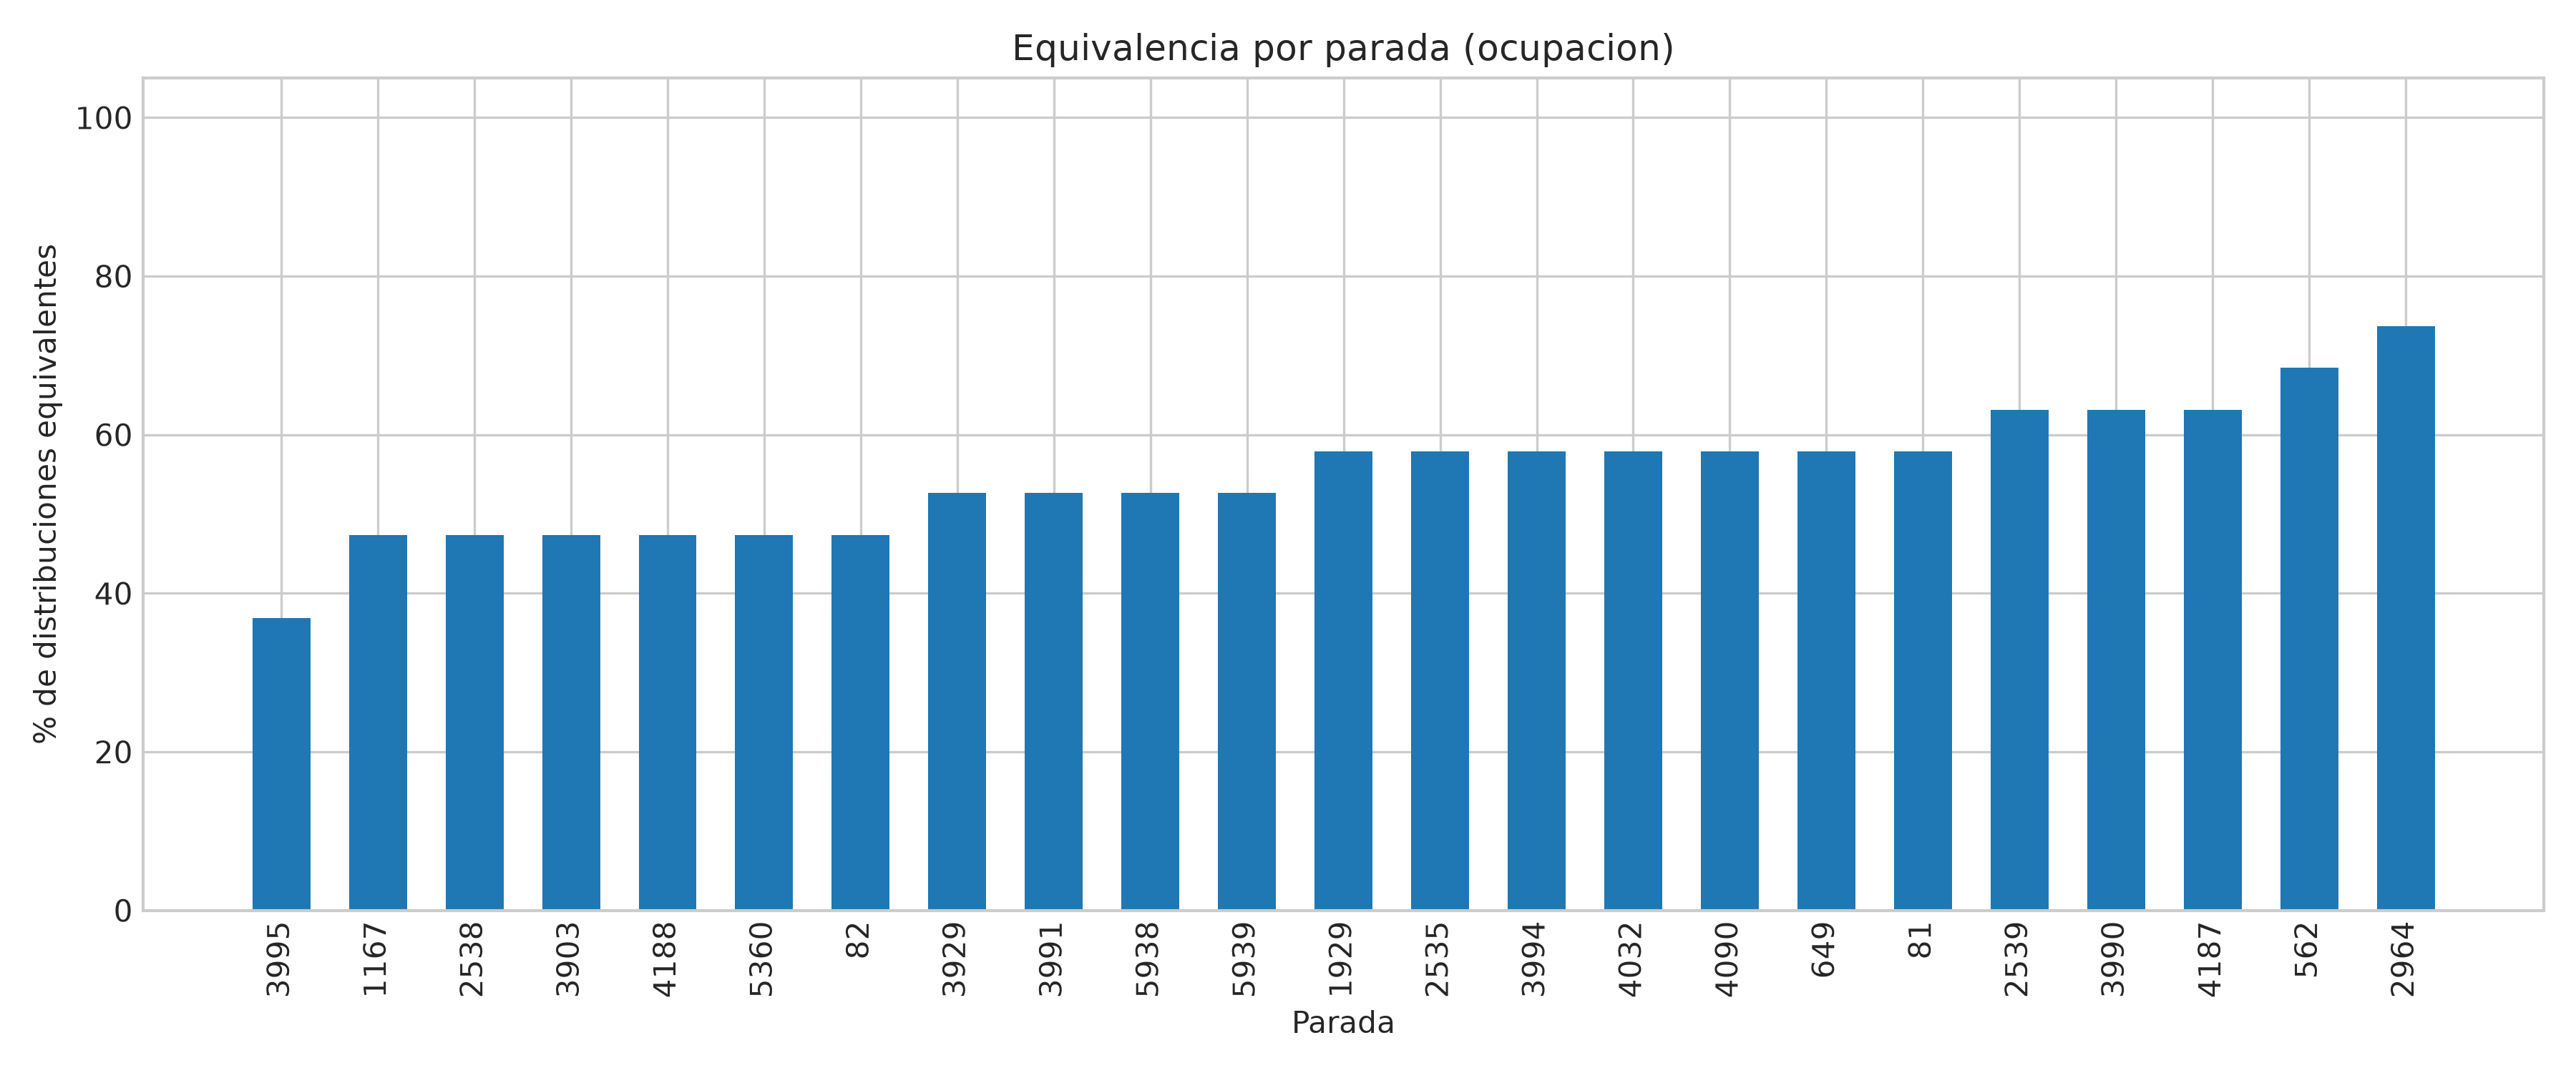 Equivalencia por parada (ocupacion)
% de distribuciones equivalentes
100
80
60
40
20
0
3995 1167 2538 3903 4188 5360 82 3929 3991 5938 5939 1929 2535 3994 4032 4090 649 81 2539 3990 4187 562 2964
Parada